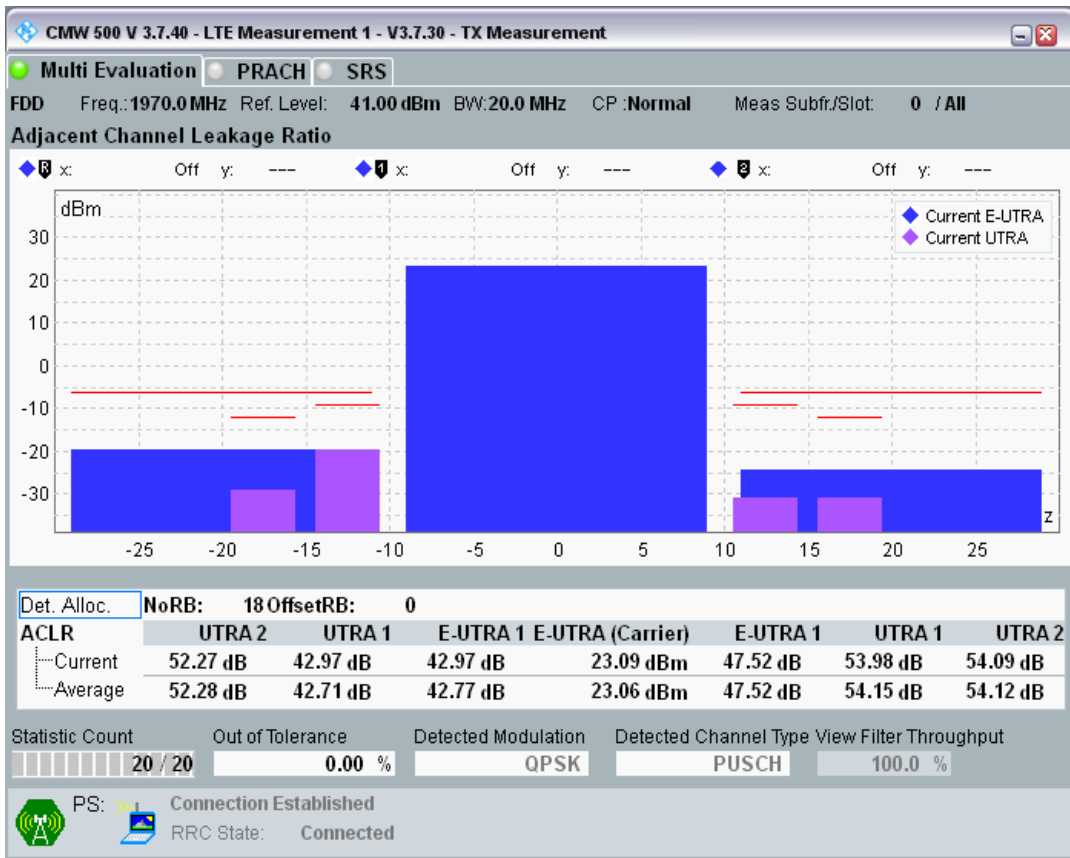 CMW 500 V 3.7.40 - LTE Measurement 1 - V3.7.30 - TX Measurement
Multi Evaluation PRACH SRS
FDD Freq.: 1970.0 MHz Ref. Level: 41.00 dBm BW: 20.0 MHz CP : Normal Meas Subfr./Slot: 0 / All
Adjacent Channel Leakage Ratio
R x: Off y: --- 1 x: Off y: --- 2 x: Off y: ---
dBm
Current E-UTRA
Current UTRA
30
20
10
0
-10
-20
-30
z
-25 -20 -15 -10 -5 0 5 10 15 20 25
Det. Alloc. NoRB: 18 OffsetRB: 0
ACLR UTRA 2 UTRA 1 E-UTRA 1 E-UTRA (Carrier) E-UTRA 1 UTRA 1 UTRA 2
Current 52.27 dB 42.97 dB 42.97 dB 23.09 dBm 47.52 dB 53.98 dB 54.09 dB
Average 52.28 dB 42.71 dB 42.77 dB 23.06 dBm 47.52 dB 54.15 dB 54.12 dB
Statistic Count Out of Tolerance Detected Modulation Detected Channel Type View Filter Throughput
20 / 20 0.00 % QPSK PUSCH 100.0 %
PS: Connection Established
RRC State: Connected